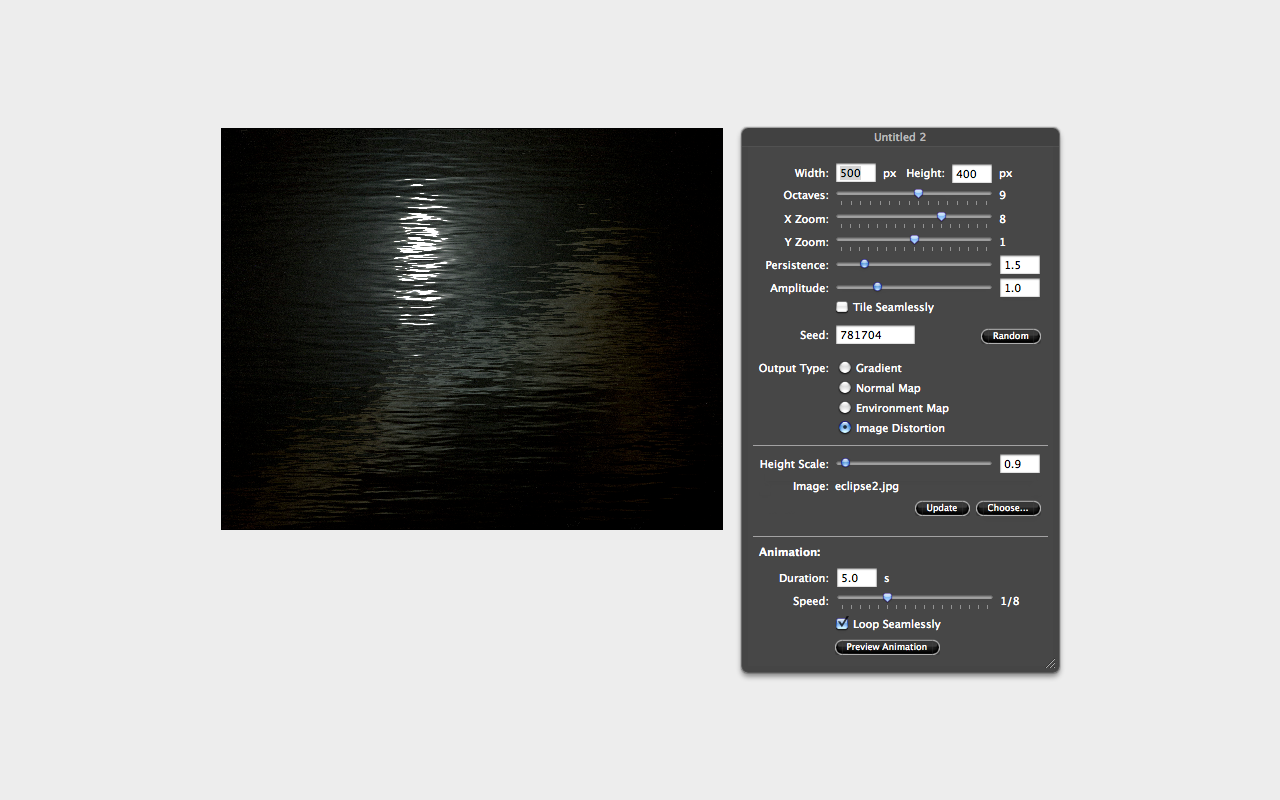 Untitled 2
Width: 500 px Height: 400 px
Octaves: 9
X Zoom: 8
Y Zoom: 1
Persistence: 1.5
Amplitude: 1.0
Tile Seamlessly
Seed: 781704 Random
Output Type: Gradient
Normal Map
Environment Map
Image Distortion
Height Scale: 0.9
Image: eclipse2.jpg
Update Choose...
Animation:
Duration: 5.0 s
Speed: 1/8
Loop Seamlessly
Preview Animation